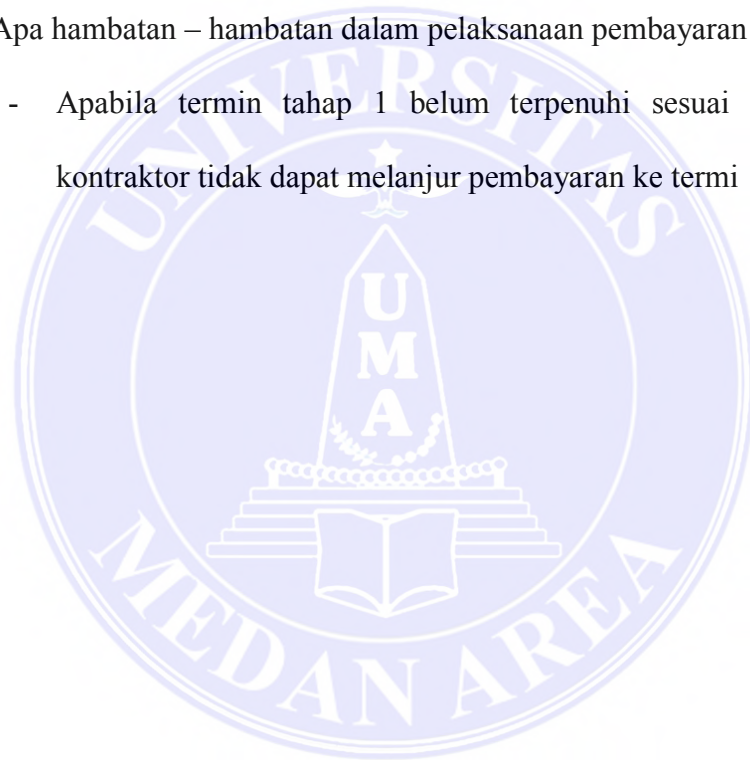 Apa hambatan – hambatan dalam pelaksanaan pembayaran
- Apabila termin tahap 1 belum terpenuhi sesuai
kontraktor tidak dapat melanjur pembayaran ke termi
UNIVERSITAS
UMA
MEDAN AREA